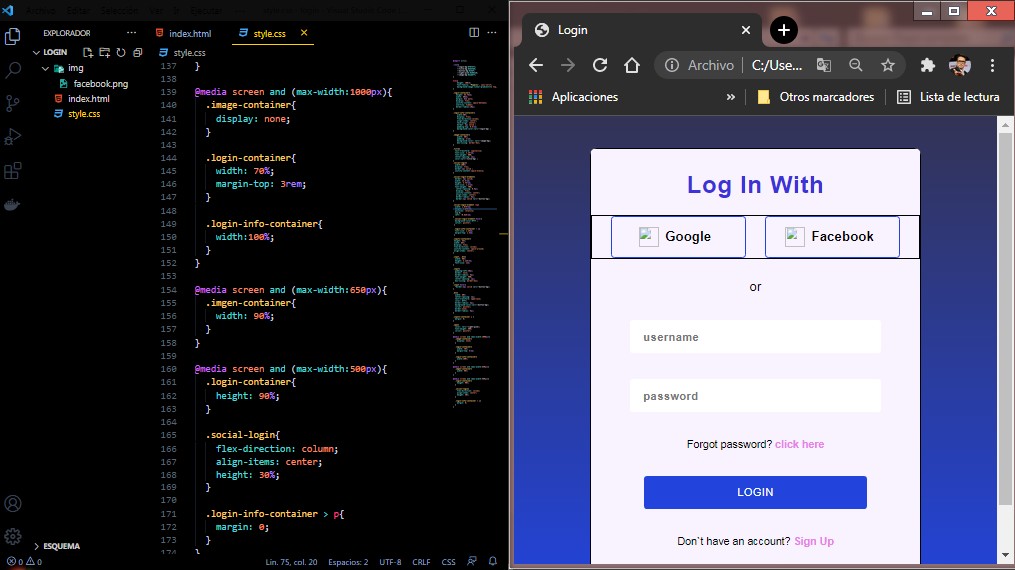 EXPLORADOR
LOGIN
img
facebook.png
index.html
style.css
ESQUEMA
index.html
style.css
style.css
137 }
138
139 @media screen and (max-width:1000px){
140 .image-container{
141 display: none;
142 }
143
144 .login-container{
145 width: 70%;
146 margin-top: 3rem;
147 }
148
149 .login-info-container{
150 width:100%;
151 }
152 }
153
154 @media screen and (max-width:650px){
155 .imgen-container{
156 width: 90%;
157 }
158 }
159
160 @media screen and (max-width:500px){
161 .login-container{
162 height: 90%;
163 }
164
165 .social-login{
166 flex-direction: column;
167 align-items: center;
168 height: 30%;
169 }
170
171 .login-info-container > p{
172 margin: 0;
173 }
174 }
0 0 Lín. 75, col. 20 Espacios: 2 UTF-8 CRLF CSS
Login
Archivo C:/Use...
Aplicaciones » Otros marcadores Lista de lectura
Log In With
Google Facebook
or
username
password
Forgot password? click here
LOGIN
Don`t have an account? Sign Up